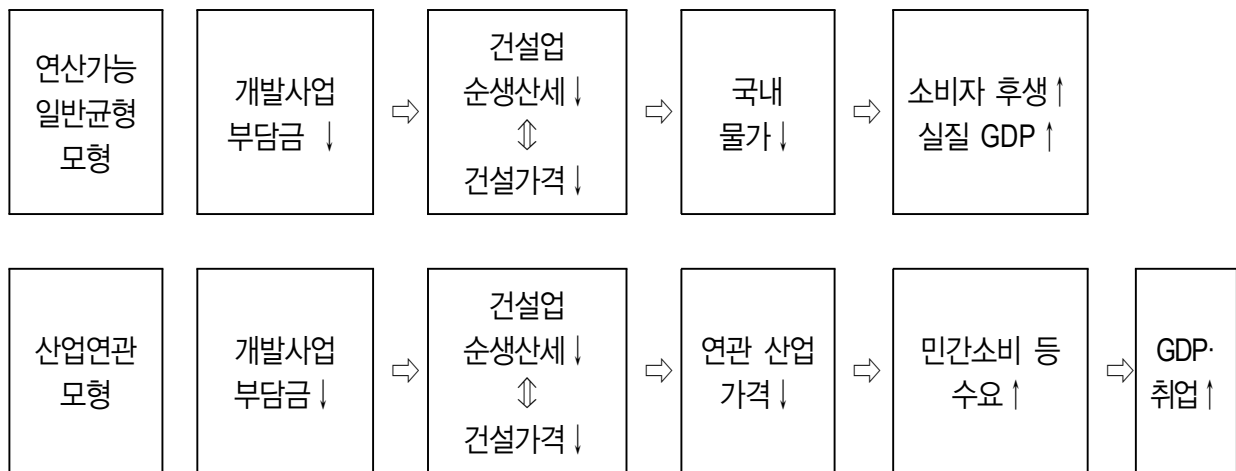 연산가능
일반균형
모형
개발사업
부담금 ↓
⇨
건설업
순생산세↓
⇕
건설가격↓
⇨
국내
물가↓
⇨
소비자 후생↑
실질 GDP↑
산업연관
모형
개발사업
부담금↓
⇨
건설업
순생산세↓
⇕
건설가격↓
⇨
연관 산업
가격↓
⇨
민간소비 등
수요↑
⇨
GDP·
취업↑